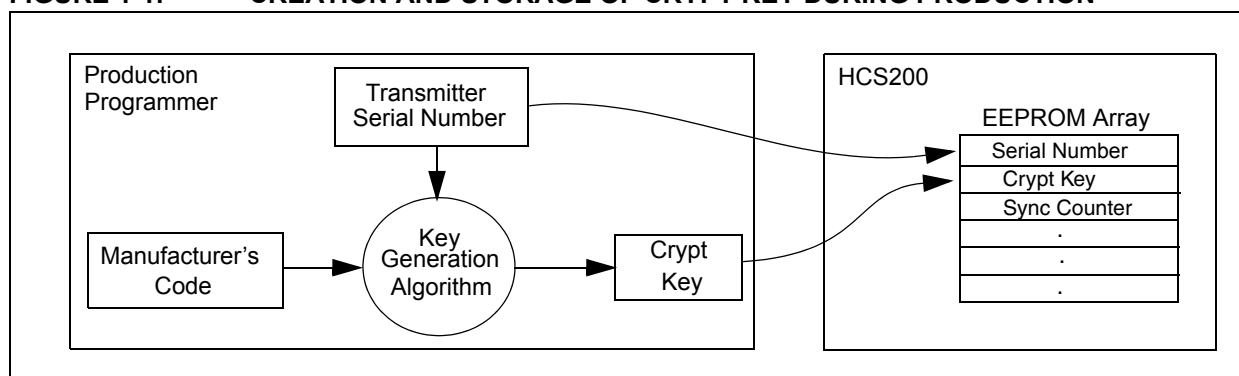 Production
Programmer
Transmitter
Serial Number
Manufacturer's
Code
Key
Generation
Algorithm
Crypt
Key
HCS200
EEPROM Array
Serial Number
Crypt Key
Sync Counter
.
.
.